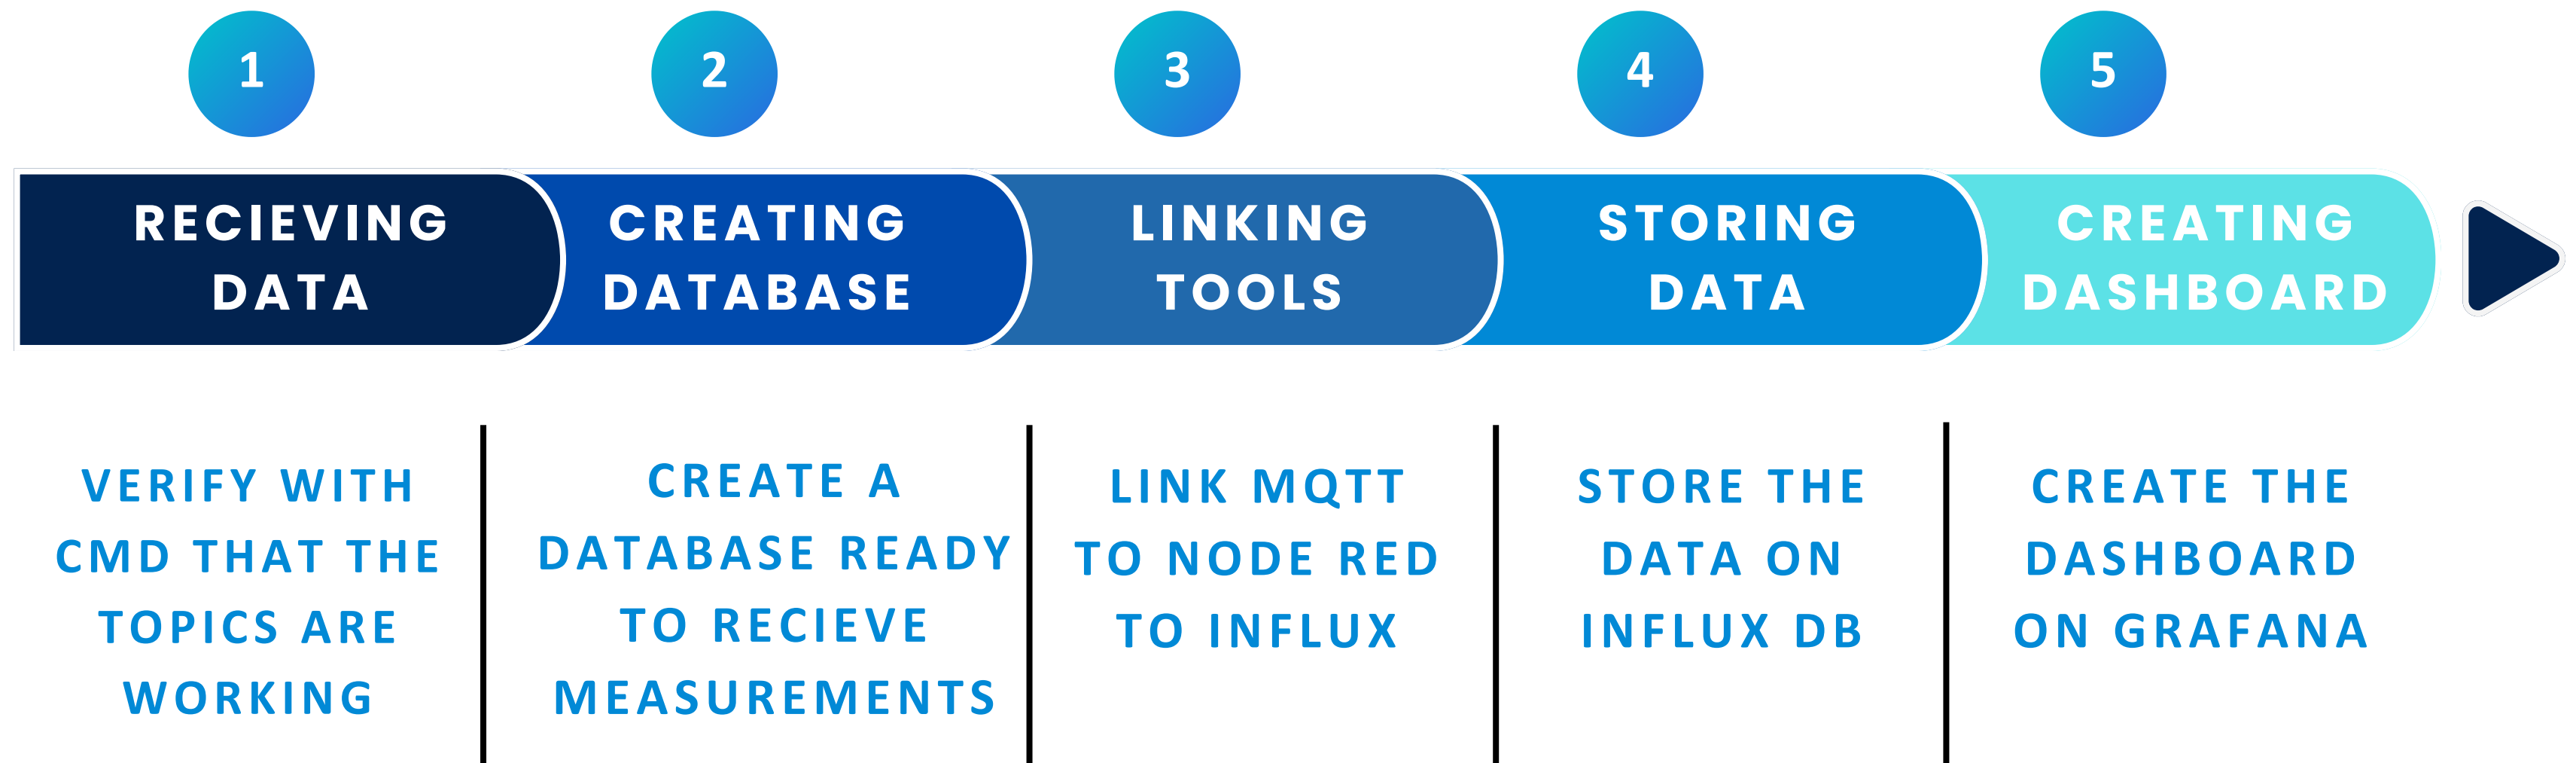 1
2
3
4
5
RECIEVING
DATA
CREATING
DATABASE
LINKING
TOOLS
STORING
DATA
CREATING
DASHBOARD
VERIFY WITH
CMD THAT THE
TOPICS ARE
WORKING
CREATE A
DATABASE READY
TO RECIEVE
MEASUREMENTS
LINK MQTT
TO NODE RED
TO INFLUX
STORE THE
DATA ON
INFLUX DB
CREATE THE
DASHBOARD
ON GRAFANA